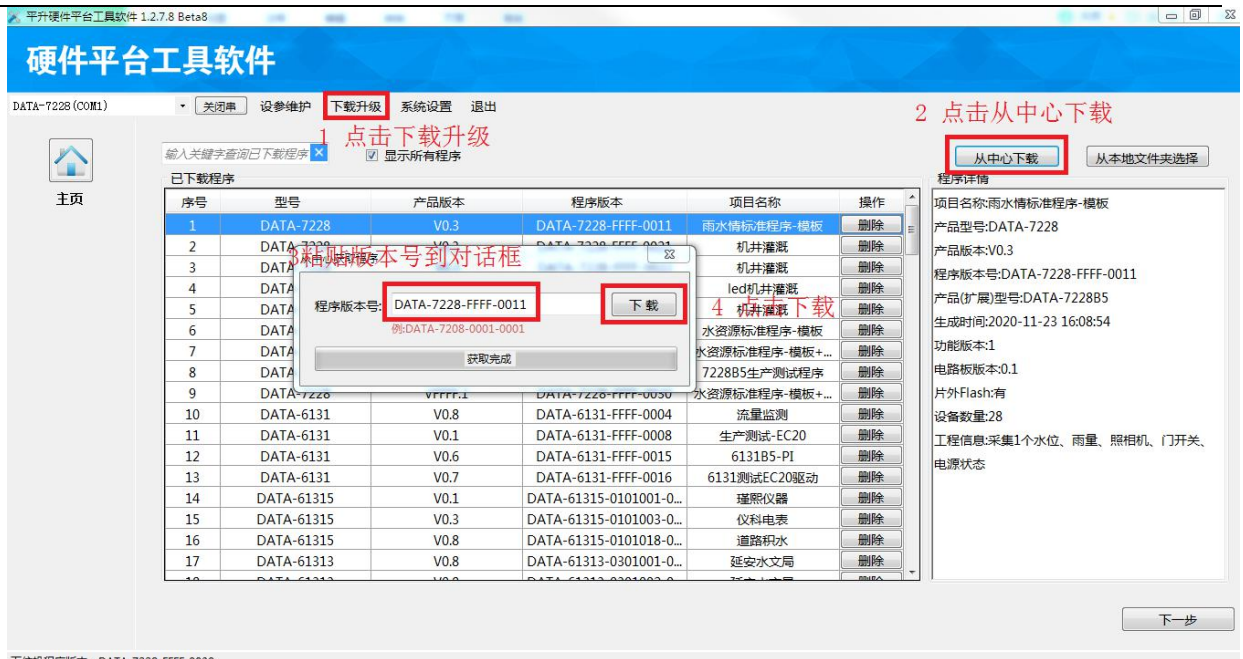 平升硬件平台工具软件 1.2.7.8 Beta8
硬件平台工具软件
DATA-7228(COM1) 关闭串 设参维护 下载升级 系统设置 退出
1 点击下载升级
2 点击从中心下载
主页
输入关键字查询已下载程序 显示所有程序
从中心下载 从本地文件夹选择
已下载程序
序号 型号 产品版本 程序版本 项目名称 操作
1 DATA-7228 V0.3 DATA-7228-FFFF-0011 雨水情标准程序-模板 删除
2 DATA-7228 DATA-7228-FFFF-0021 机井灌溉 删除
3 DATA 机井灌溉 删除
4 DATA led机井灌溉 删除
5 DATA 机井灌溉 删除
6 DATA 水资源标准程序-模板 删除
7 DATA 水资源标准程序-模板+... 删除
8 DATA 7228B5生产测试程序 删除
9 DATA-7228 VFFFF.1 DATA-7228-FFFF-0030 水资源标准程序-模板+... 删除
10 DATA-6131 V0.8 DATA-6131-FFFF-0004 流量监测 删除
11 DATA-6131 V0.1 DATA-6131-FFFF-0008 生产测试-EC20 删除
12 DATA-6131 V0.6 DATA-6131-FFFF-0015 6131B5-PI 删除
13 DATA-6131 V0.7 DATA-6131-FFFF-0016 6131测试EC20驱动 删除
14 DATA-61315 V0.1 DATA-61315-0101001-0... 瑾熙仪器 删除
15 DATA-61315 V0.3 DATA-61315-0101003-0... 仪科电表 删除
16 DATA-61315 V0.8 DATA-61315-0101018-0... 道路积水 删除
17 DATA-61313 V0.8 DATA-61313-0301001-0... 延安水文局 删除
3粘贴版本号到对话框
程序版本号: DATA-7228-FFFF-0011 下载
4 点击下载
例:DATA-7208-0001-0001
获取完成
程序详情
项目名称:雨水情标准程序-模板
产品型号:DATA-7228
产品版本:V0.3
程序版本号:DATA-7228-FFFF-0011
产品(扩展)型号:DATA-7228B5
生成时间:2020-11-23 16:08:54
功能版本:1
电路板版本:0.1
片外Flash:有
设备数量:28
工程信息:采集1个水位、雨量、照相机、门开关、
电源状态
下一步